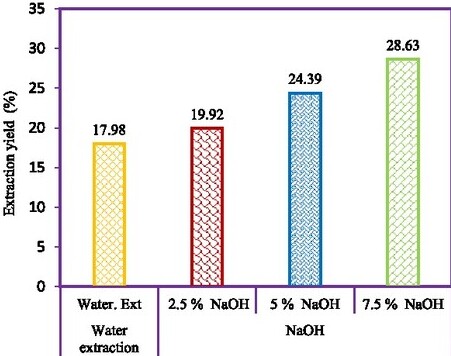 35
30
25
20
15
10
5
0
Extraction yield (%)
17.98
19.92
24.39
28.63
Water. Ext
2.5 % NaOH
5 % NaOH
7.5 % NaOH
Water
extraction
NaOH